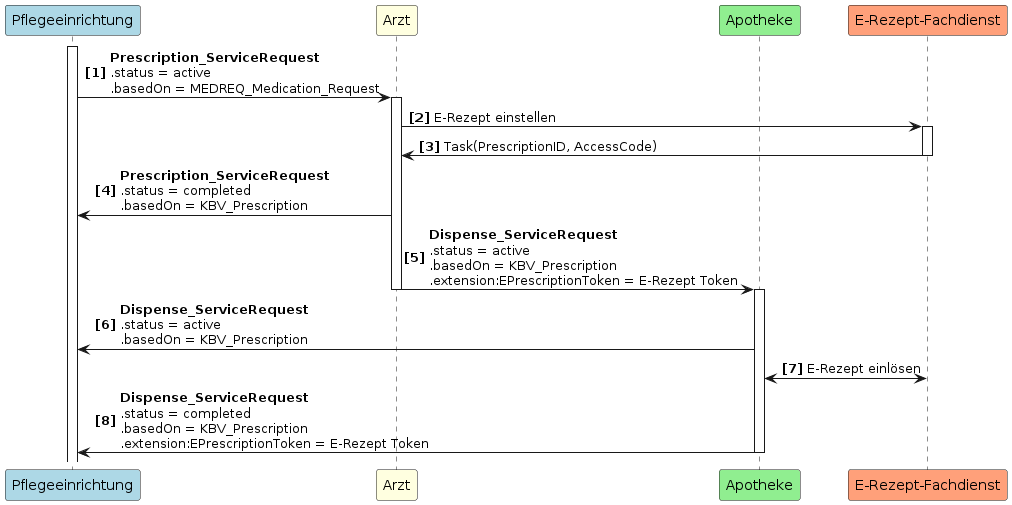 Pflegeeinrichtung Arzt Apotheke E-Rezept-Fachdienst
Prescription_ServiceRequest
[1] .status = active
.basedOn = MEDREQ_Medication_Request
[2] E-Rezept einstellen
[3] Task(PrescriptionID, AccessCode)
Prescription_ServiceRequest
[4] .status = completed
.basedOn = KBV_Prescription
Dispense_ServiceRequest
.status = active
[5] .basedOn = KBV_Prescription
.extension:EPrescriptionToken = E-Rezept Token
Dispense_ServiceRequest
[6] .status = active
.basedOn = KBV_Prescription
[7] E-Rezept einlösen
Dispense_ServiceRequest
.status = completed
[8] .basedOn = KBV_Prescription
.extension:EPrescriptionToken = E-Rezept Token
Pflegeeinrichtung Arzt Apotheke E-Rezept-Fachdienst